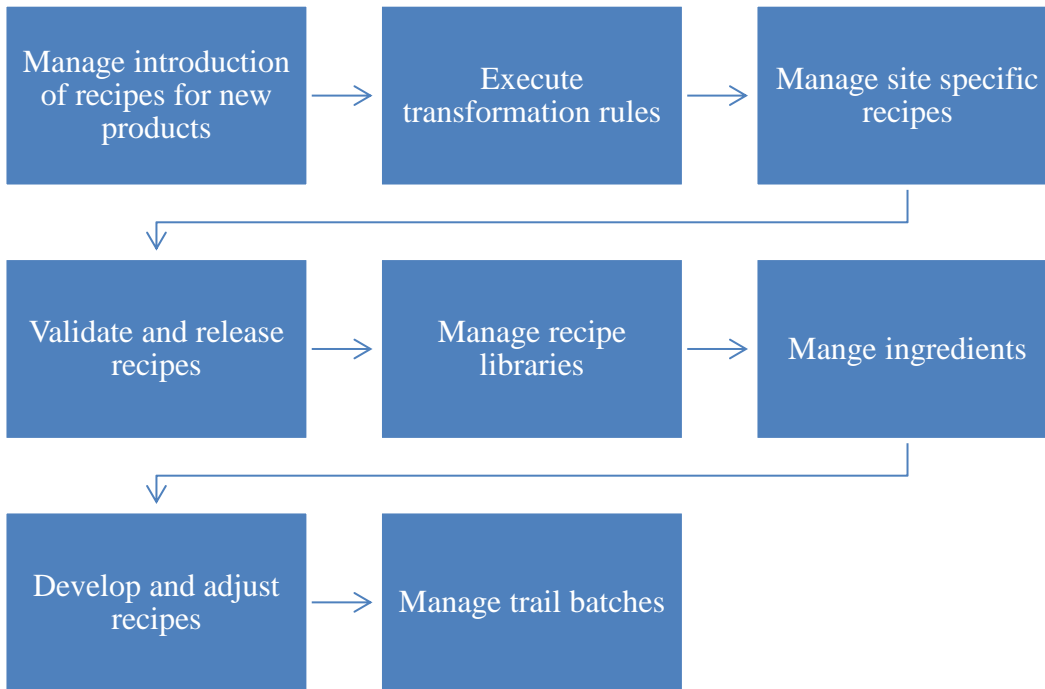 Manage introduction
of recipes for new
products
Execute
transformation rules
Manage site specific
recipes
Validate and release
recipes
Manage recipe
libraries
Mange ingredients
Develop and adjust
recipes
Manage trail batches